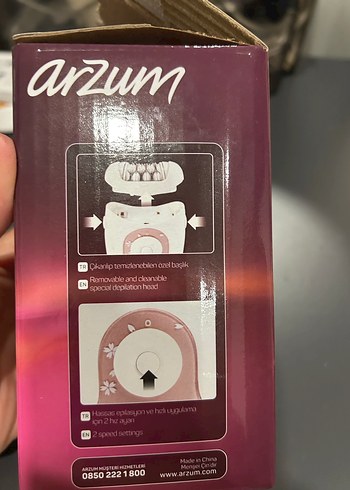 arzum
TR Çıkarılıp temizlenebilen özel başlık
EN Removable and cleanable
special depilation head
TR Hassas epilasyon ve hızlı uygulama
için 2 hız ayarı
EN 2 speed settings
ARZUM MÜŞTERİ HİZMETLERİ
0850 222 1 800
Made in China
Menşei Çin'dir
www.arzum.com